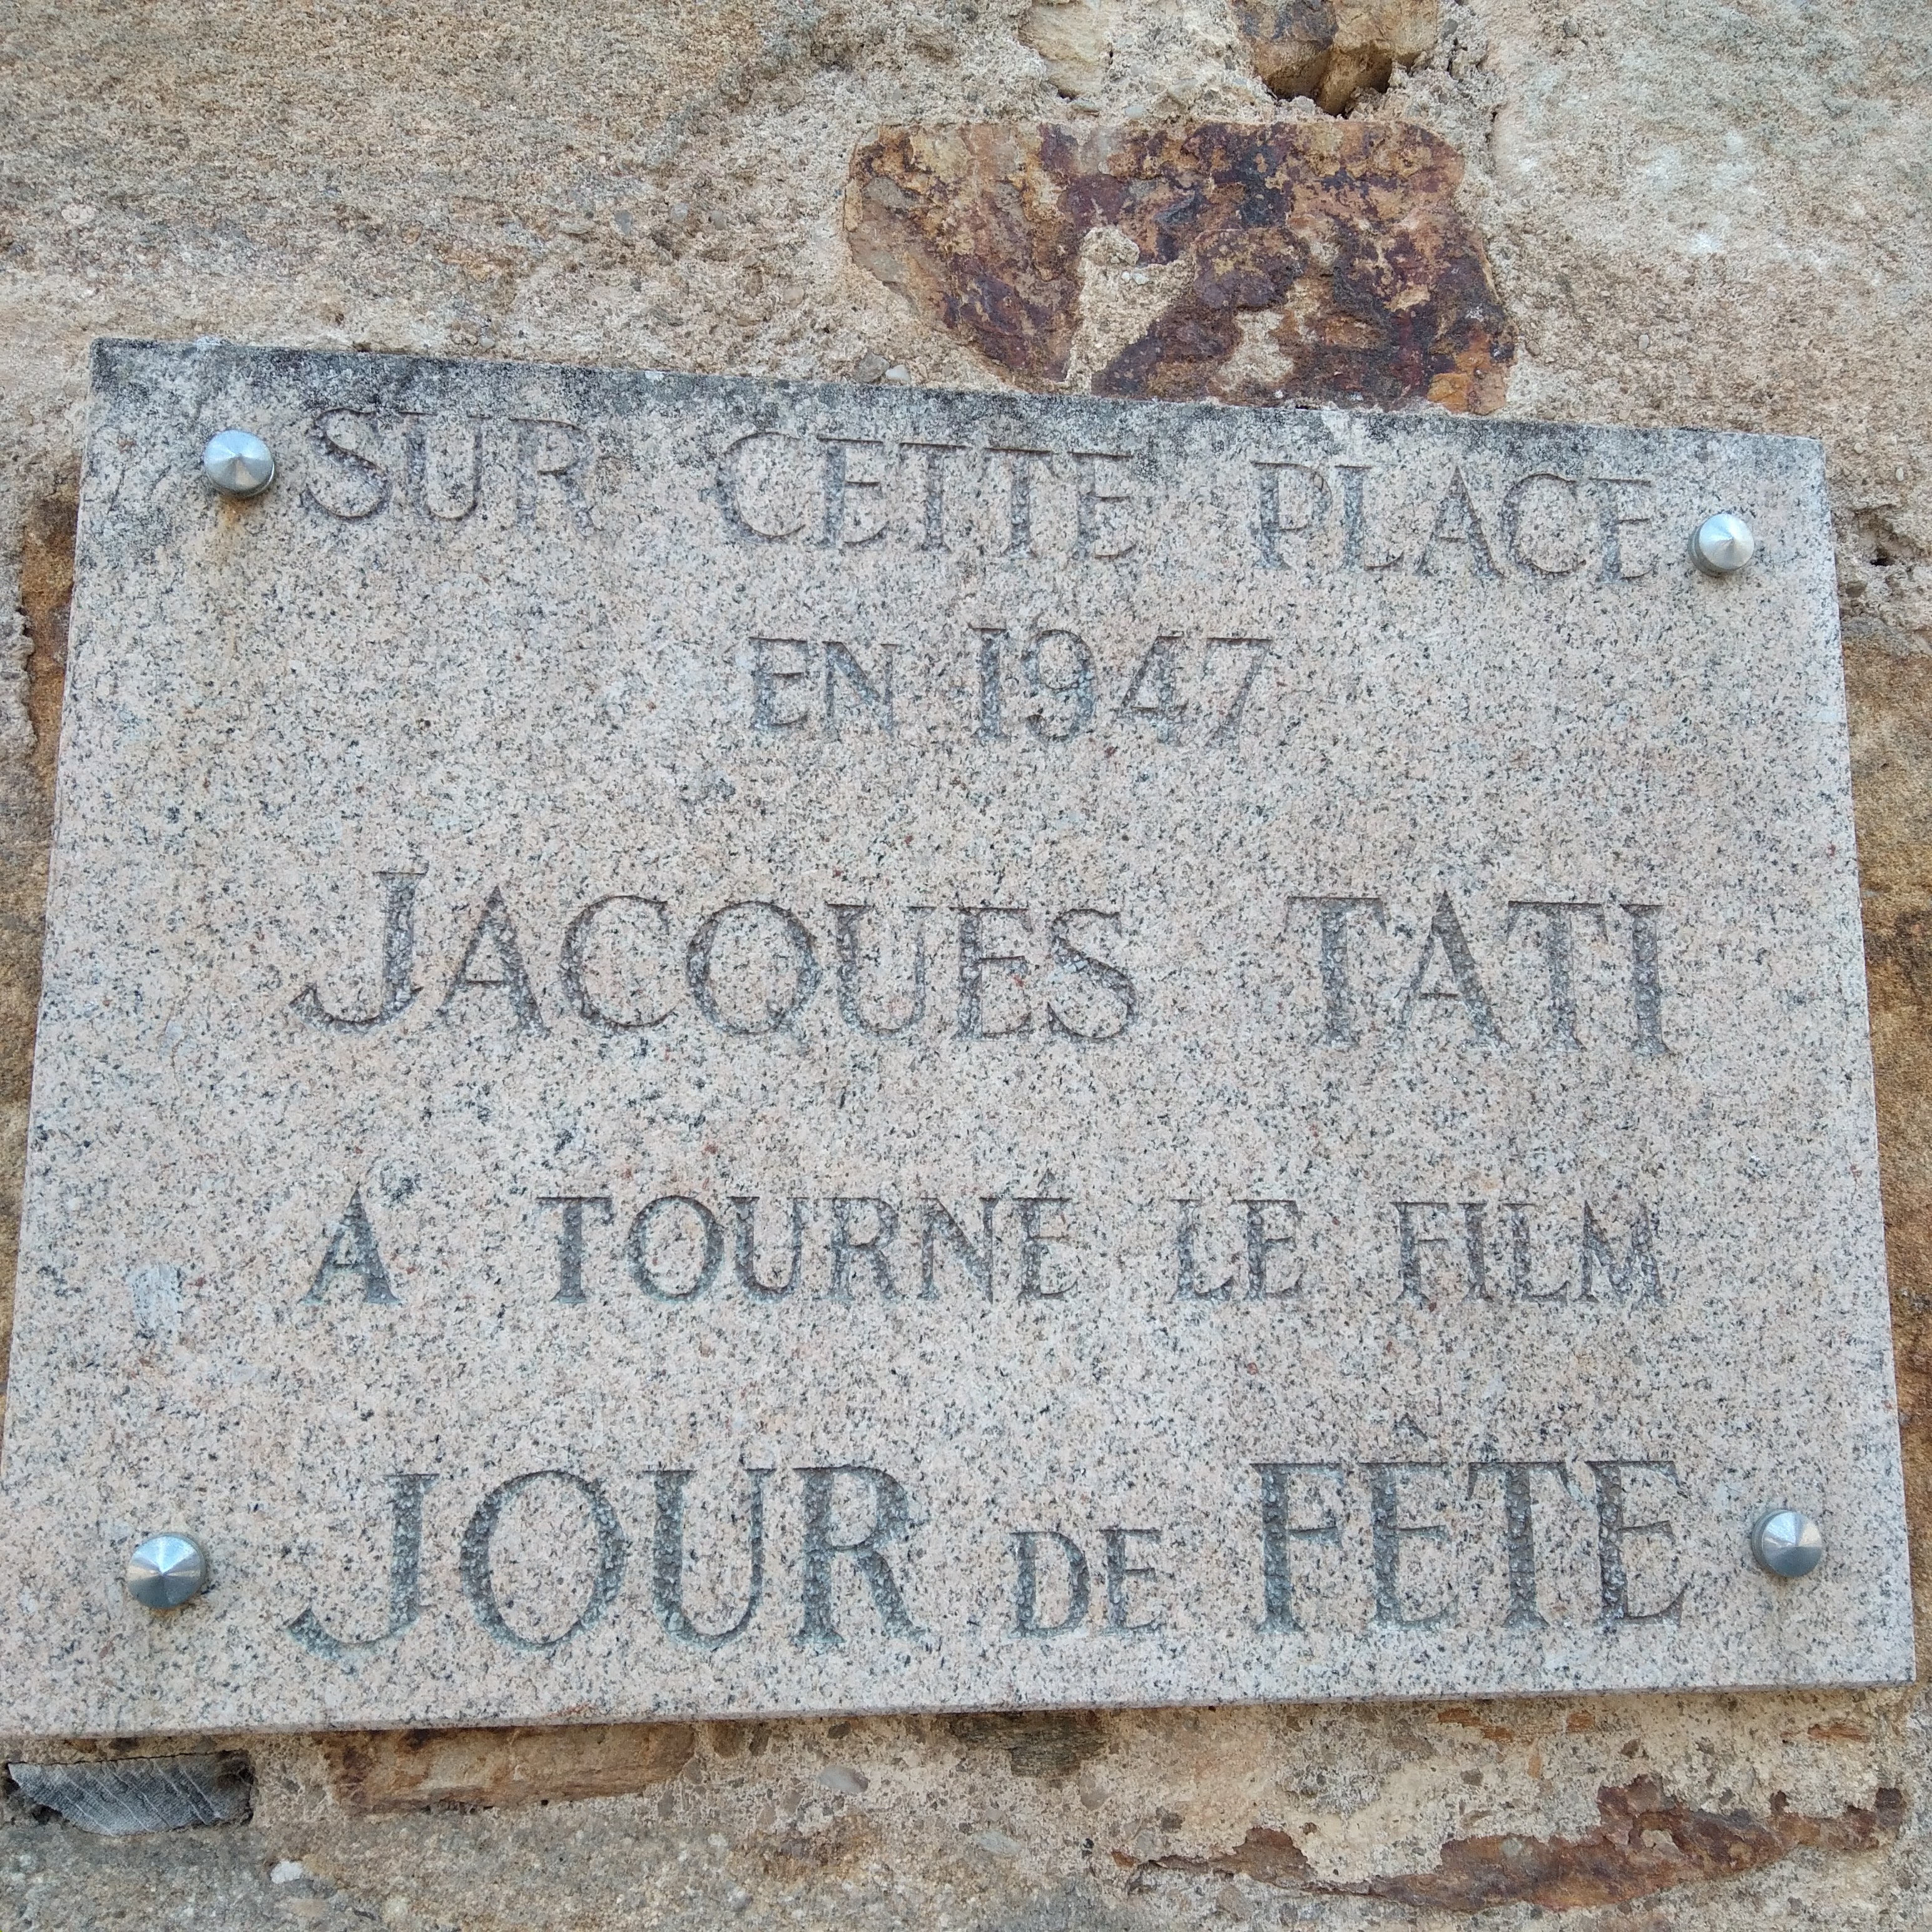 SUR CETTE PLACE
EN 1947
JACQUES TATI
A TOURNÉ LE FILM
JOUR DE FÊTE